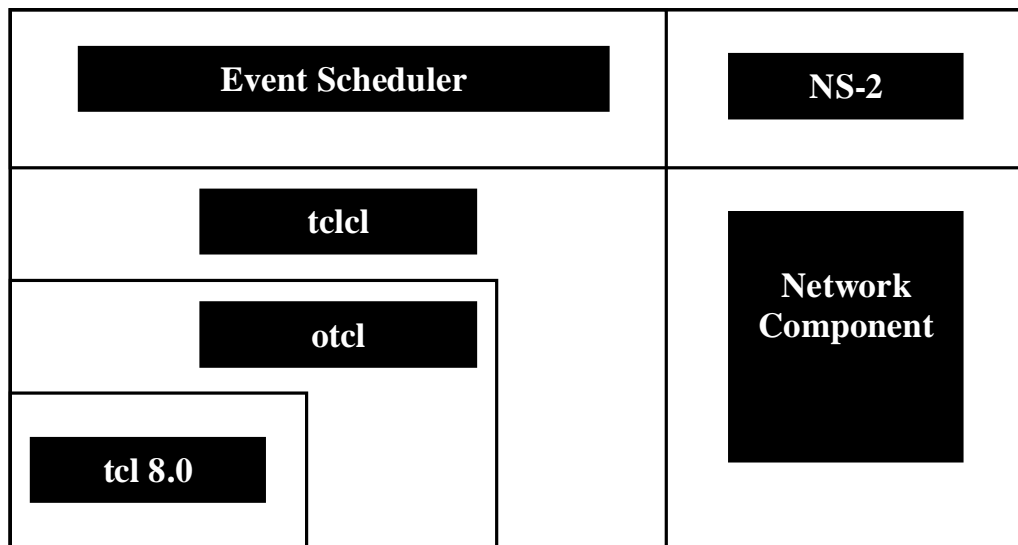 Event Scheduler
NS-2
tclcl
Network
Component
otcl
tcl 8.0